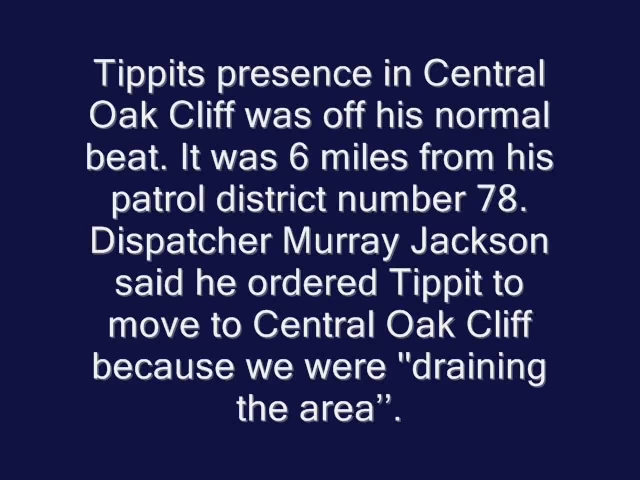 Tippits presence in Central
Oak Cliff was off his normal
beat. It was 6 miles from his
patrol district number 78.
Dispatcher Murray Jackson
said he ordered Tippit to
move to Central Oak Cliff
because we were "draining
the area”.